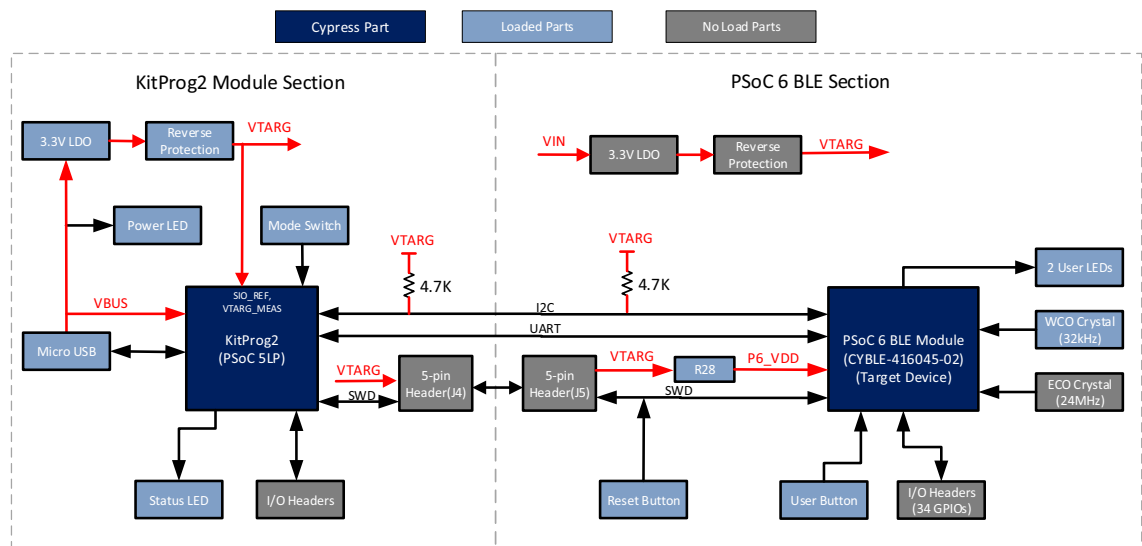 Cypress Part
Loaded Parts
No Load Parts
KitProg2 Module Section
PSoC 6 BLE Section
3.3V LDO
Reverse
Protection
VTARG
VIN
3.3V LDO
Reverse
Protection
VTARG
Power LED
Mode Switch
VTARG
4.7K
VTARG
4.7K
2 User LEDs
VBUS
SIO_REF,
VTARG_MEAS
KitProg2
(PSoC 5LP)
I2C
UART
Micro USB
PSoC 6 BLE Module
(CYBLE-416045-02)
(Target Device)
WCO Crystal
(32kHz)
VTARG
SWD
5-pin
Header(J4)
5-pin
Header(J5)
VTARG
R28
P6_VDD
SWD
ECO Crystal
(24MHz)
Status LED
I/O Headers
Reset Button
User Button
I/O Headers
(34 GPIOs)